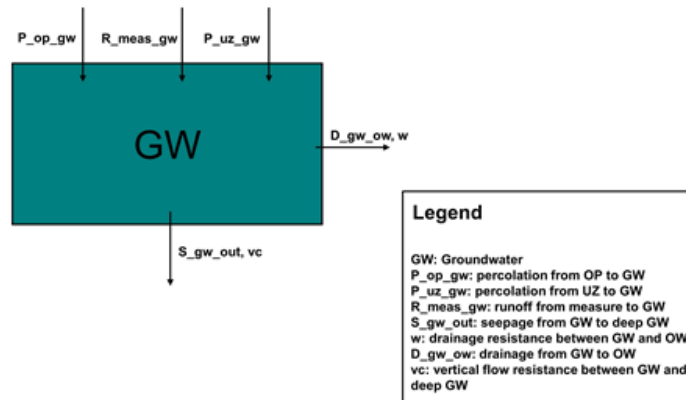 P_op_gw
R_meas_gw
P_uz_gw
GW
D_gw_ow, w
S_gw_out, vc
Legend
GW: Groundwater
P_op_gw: percolation from OP to GW
P_uz_gw: percolation from UZ to GW
R_meas_gw: runoff from measure to GW
S_gw_out: seepage from GW to deep GW
w: drainage resistance between GW and OW
D_gw_ow: drainage from GW to OW
vc: vertical flow resistance between GW and
deep GW